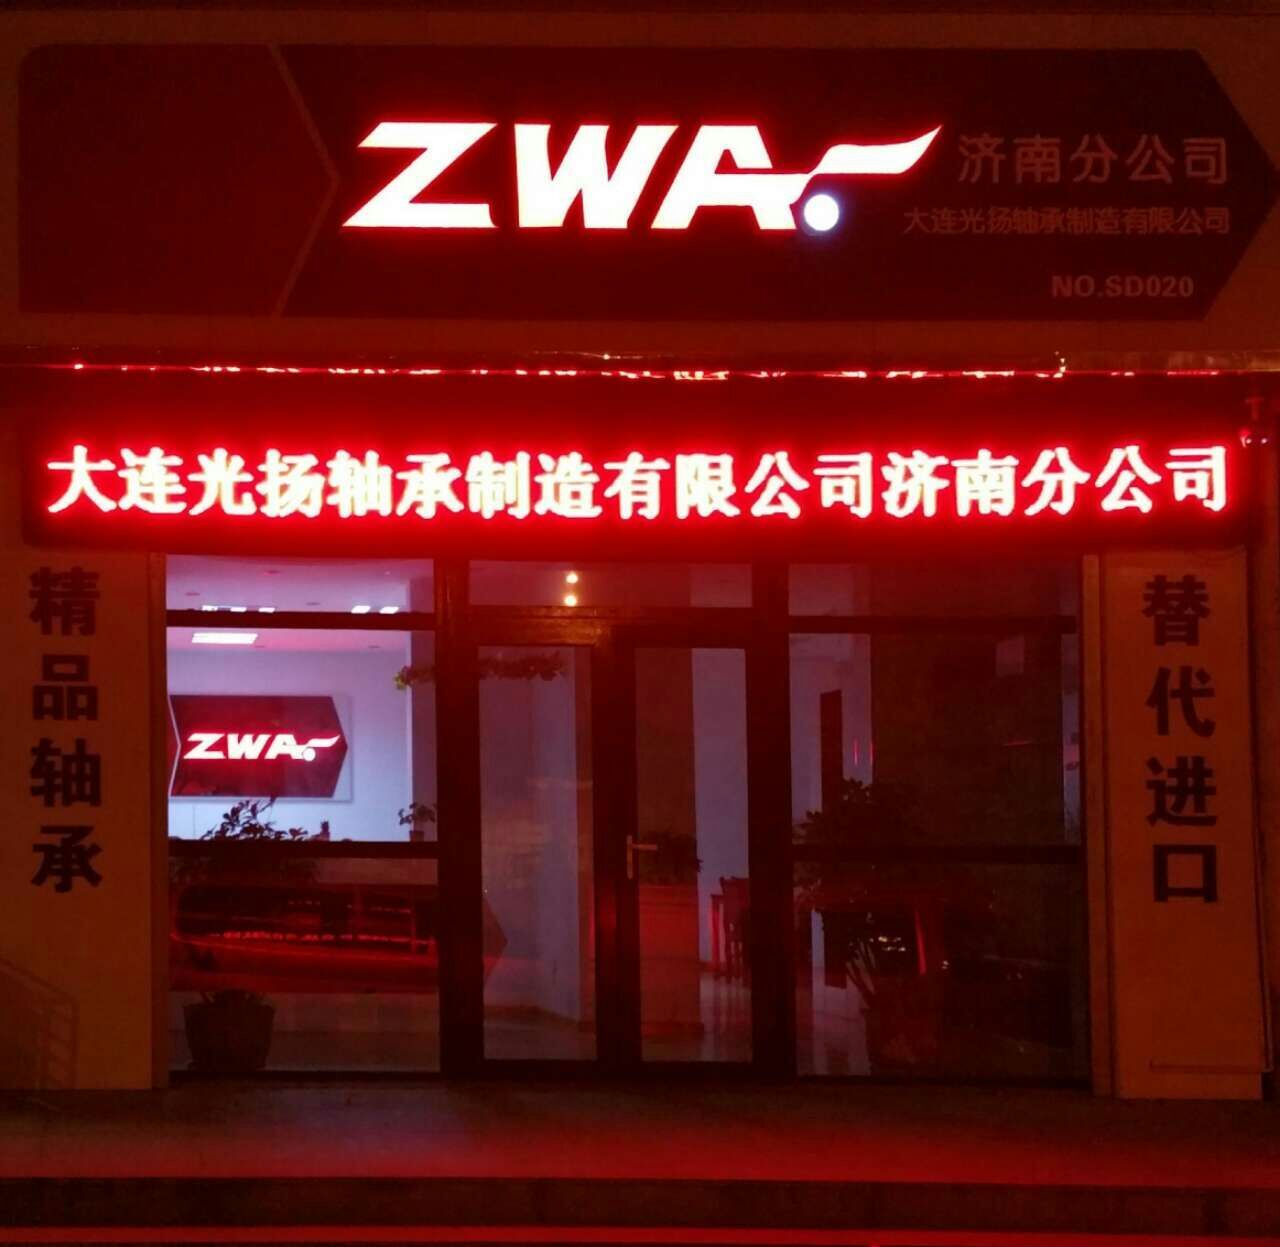 ZWA
济南分公司
大连光扬轴承制造有限公司
NO.SD020
大连光扬轴承制造有限公司济南分公司
精品轴承
替代进口
ZWA